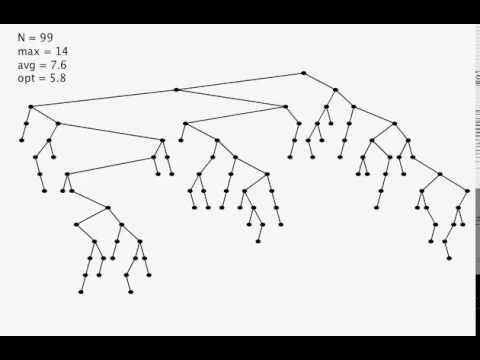 N = 99
max = 14
avg = 7.6
opt = 5.8